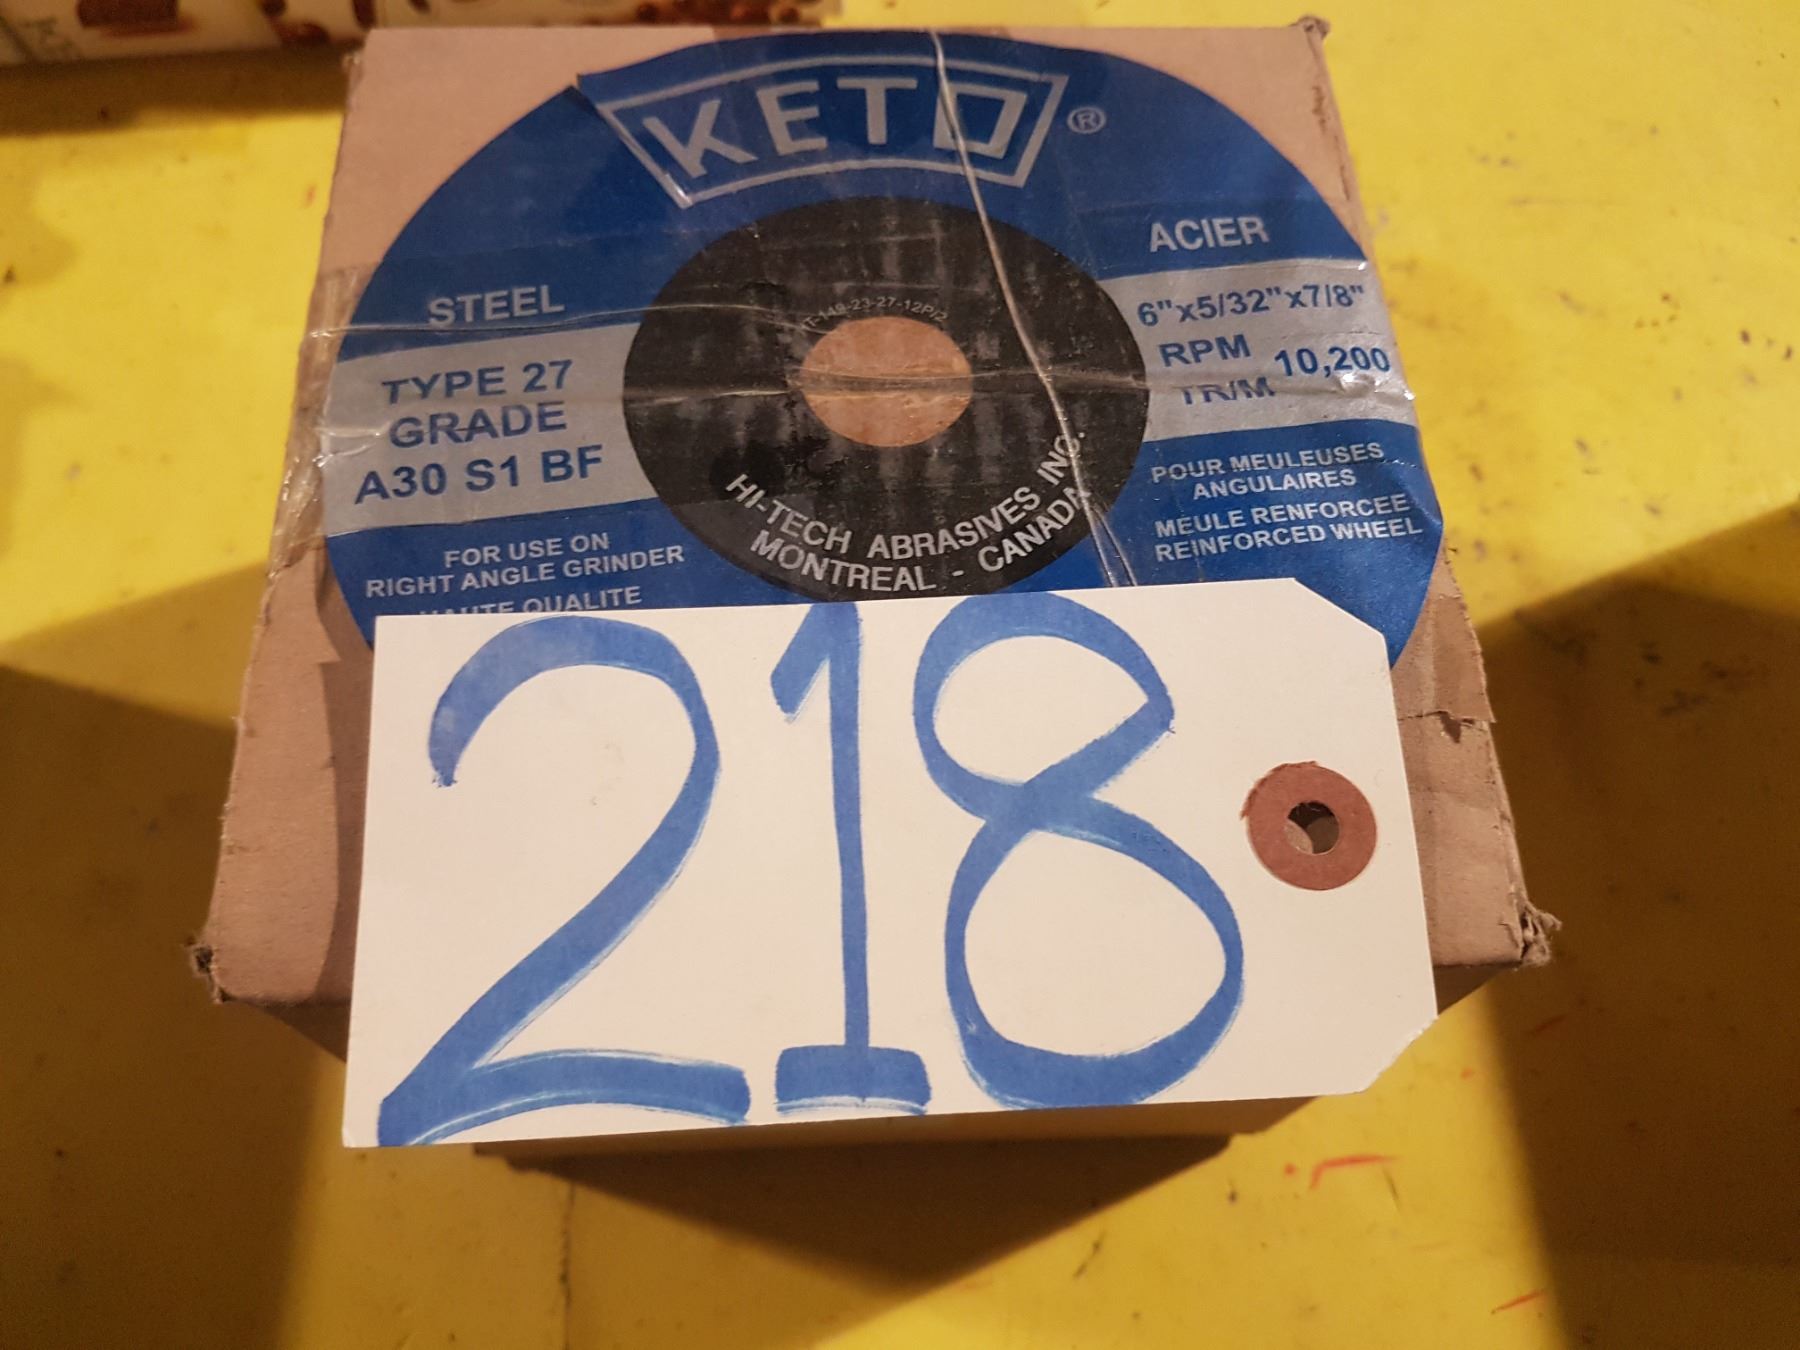 KETO ®
STEEL
TYPE 27
GRADE
A30 S1 BF
FOR USE ON
RIGHT ANGLE GRINDER
HAUTE QUALITE
HI-TECH ABRASIVES INC.
MONTREAL - CANADA
ACIER
6"x5/32"x7/8"
RPM 10,200
TR/M
POUR MEULEUSES
ANGULAIRES
MEULE RENFORCEE
REINFORCED WHEEL
218